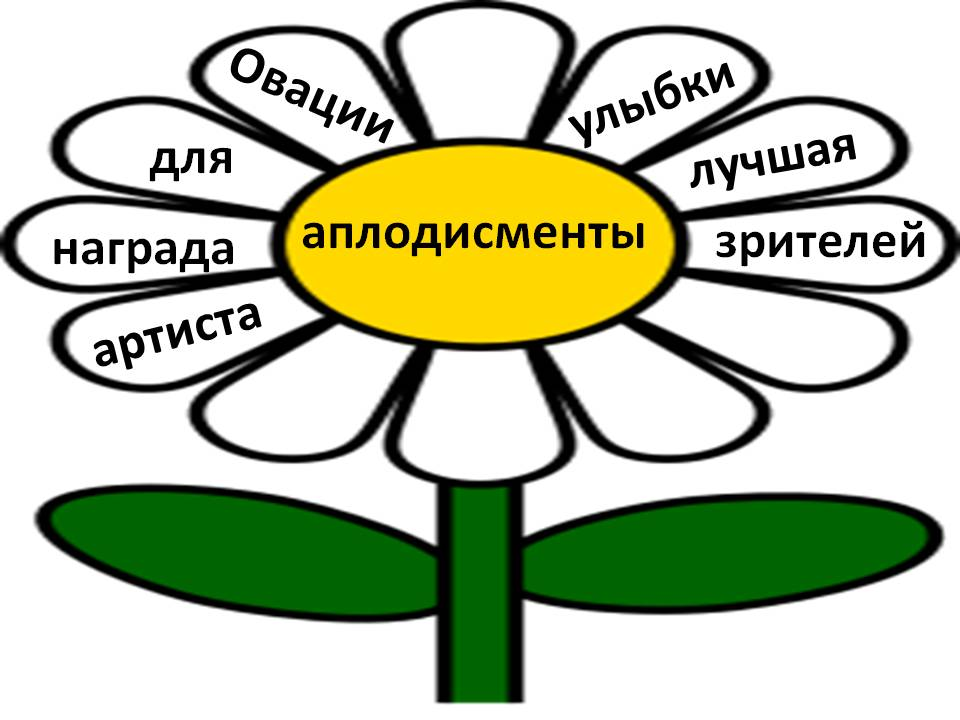 Овации
улыбки
для
лучшая
награда
аплодисменты
зрителей
артиста